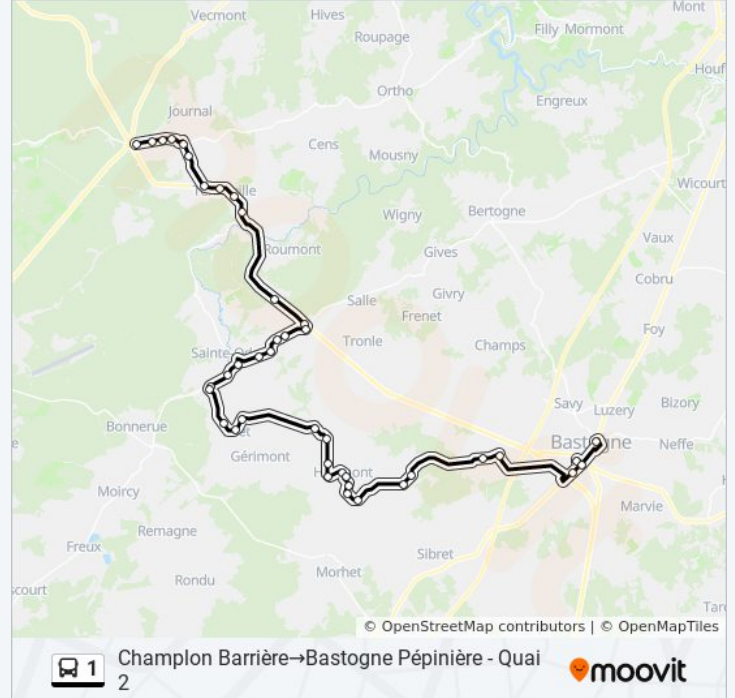 Vecmont
Hives
Mont
Roupage
Filly Mormont
Houf
Ortho
Journal
Engreux
Cens
Mousny
Wicourt
Wigny
Bertogne
Vaux
Roumont
Gives
Cobru
Givry
Salle
Frenet
Foy
Tronle
Champs
Savy
Luzery
Bizory
Bonnerue
Neffe
Gérimont
Moircy
Marvie
Remagne
Freux
Sibret
Morhet
Rondu
scourt
© OpenStreetMap contributors | © OpenMapTiles
1
Champlon Barrière→Bastogne Pépinière - Quai
2
moovit